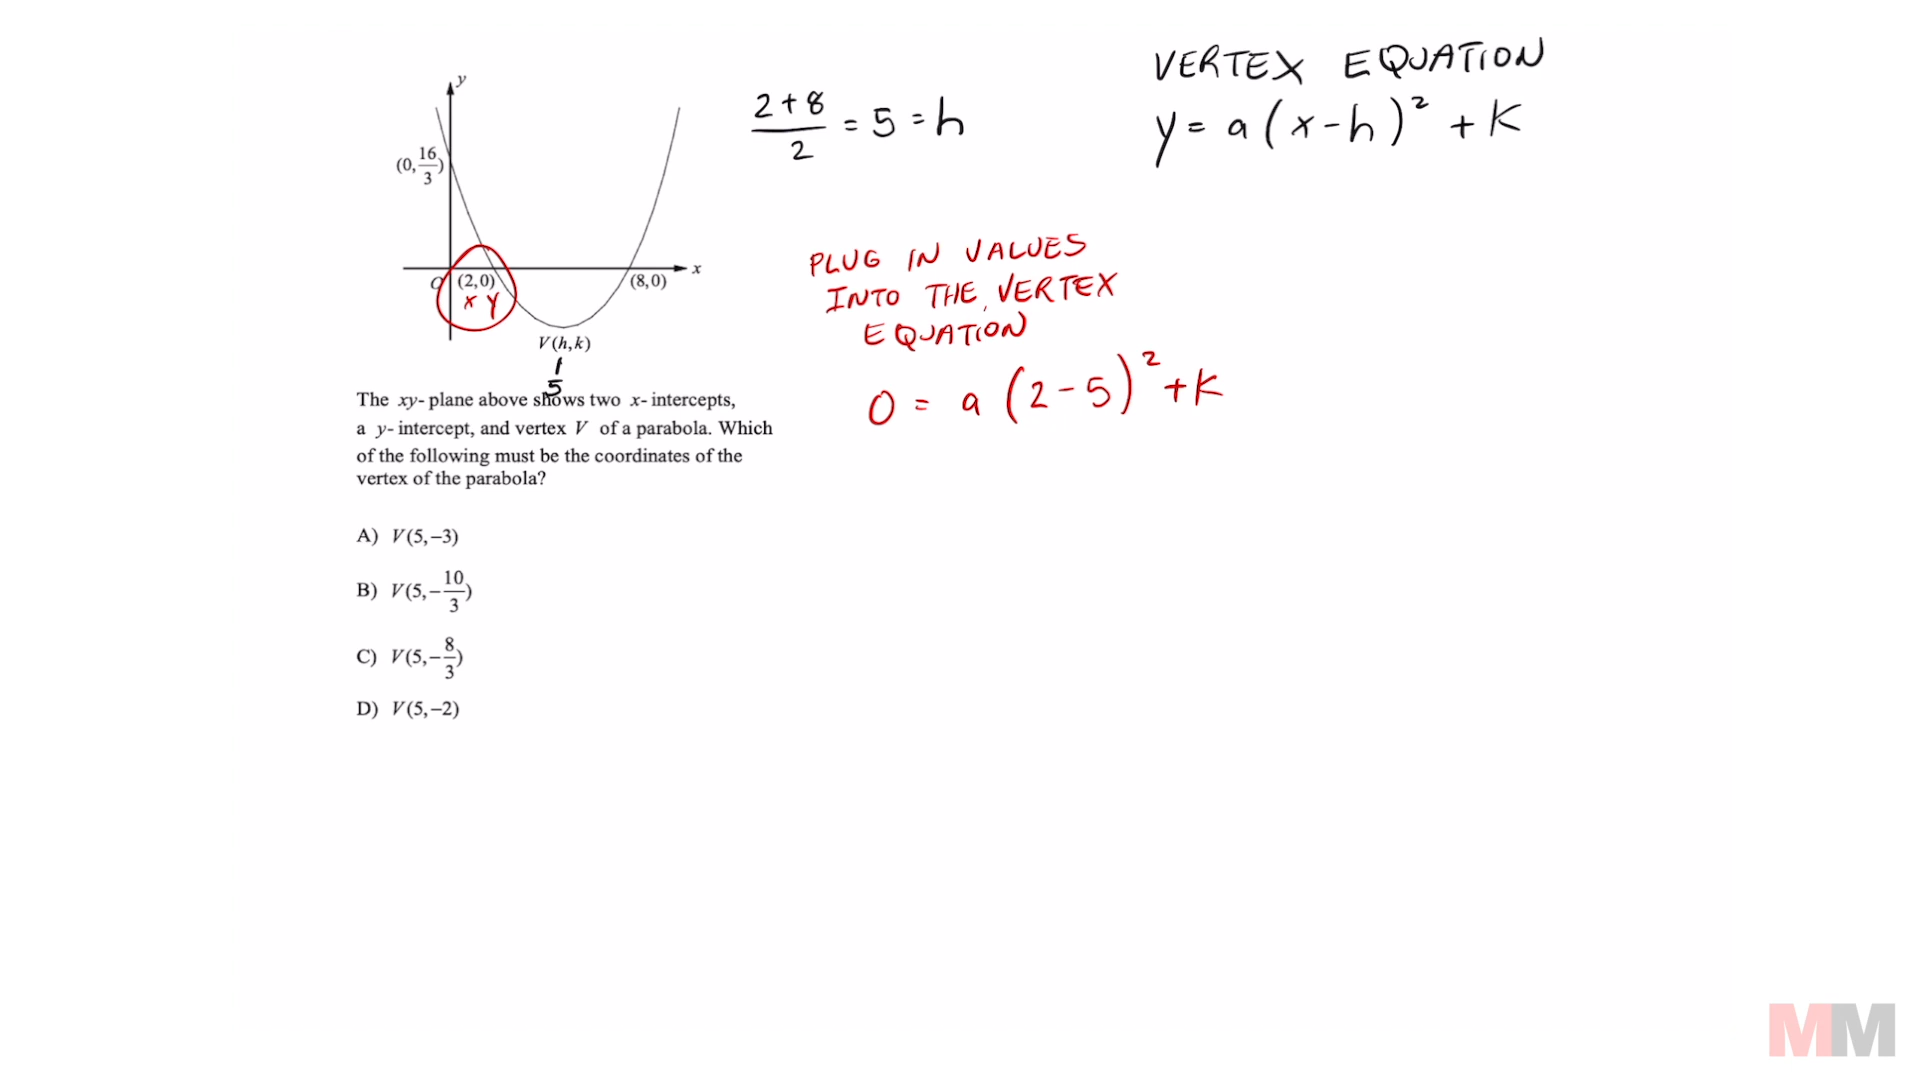 VERTEX EQUATION
y = a(x-h)² + K
2+8
2
= 5 = h
y
(0, 16/3)
x
O
(2,0)
(8,0)
X Y
V(h,k)
5
PLUG IN VALUES
INTO THE VERTEX
EQUATION
0 = a(2-5)² + K
The xy- plane above shows two x- intercepts,
a y- intercept, and vertex V of a parabola. Which
of the following must be the coordinates of the
vertex of the parabola?
A) V(5,–3)
B) V(5,–10/3)
C) V(5,–8/3)
D) V(5,–2)
MM